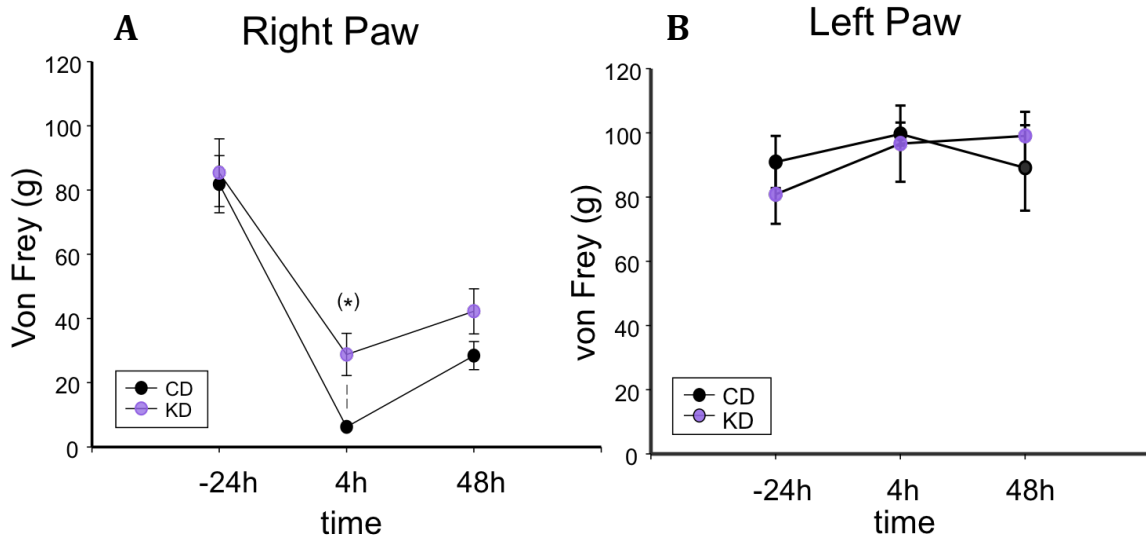 A
Right Paw
Von Frey (g)
120
100
80
60
40
20
0
(*)
CD
KD
-24h
4h
48h
time
B
Left Paw
von Frey (g)
120
100
80
60
40
20
0
CD
KD
-24h
4h
48h
time